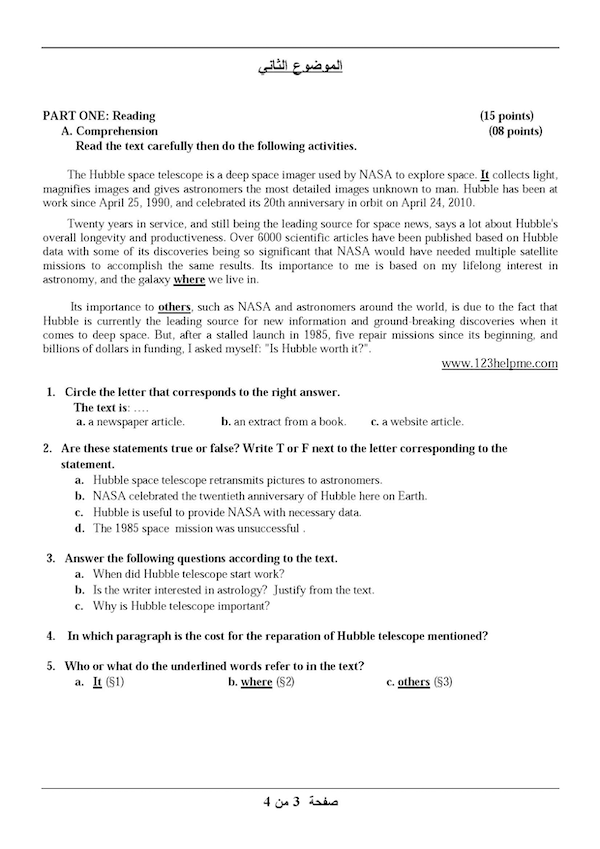 الموضوع الثاني
PART ONE: Reading (15 points)
A. Comprehension (08 points)
Read the text carefully then do the following activities.
The Hubble space telescope is a deep space imager used by NASA to explore space. It collects light,
magnifies images and gives astronomers the most detailed images unknown to man. Hubble has been at
work since April 25, 1990, and celebrated its 20th anniversary in orbit on April 24, 2010.
Twenty years in service, and still being the leading source for space news, says a lot about Hubble's
overall longevity and productiveness. Over 6000 scientific articles have been published based on Hubble
data with some of its discoveries being so significant that NASA would have needed multiple satellite
missions to accomplish the same results. Its importance to me is based on my lifelong interest in
astronomy, and the galaxy where we live in.
Its importance to others, such as NASA and astronomers around the world, is due to the fact that
Hubble is currently the leading source for new information and ground-breaking discoveries when it
comes to deep space. But, after a stalled launch in 1985, five repair missions since its beginning, and
billions of dollars in funding, I asked myself: "Is Hubble worth it?".
www.123helpme.com
1. Circle the letter that corresponds to the right answer.
The text is: ….
a. a newspaper article. b. an extract from a book. c. a website article.
2. Are these statements true or false? Write T or F next to the letter corresponding to the
statement.
a. Hubble space telescope retransmits pictures to astronomers.
b. NASA celebrated the twentieth anniversary of Hubble here on Earth.
c. Hubble is useful to provide NASA with necessary data.
d. The 1985 space mission was unsuccessful .
3. Answer the following questions according to the text.
a. When did Hubble telescope start work?
b. Is the writer interested in astrology? Justify from the text.
c. Why is Hubble telescope important?
4. In which paragraph is the cost for the reparation of Hubble telescope mentioned?
5. Who or what do the underlined words refer to in the text?
a. It (§1) b. where (§2) c. others (§3)
صفحة 3 من 4